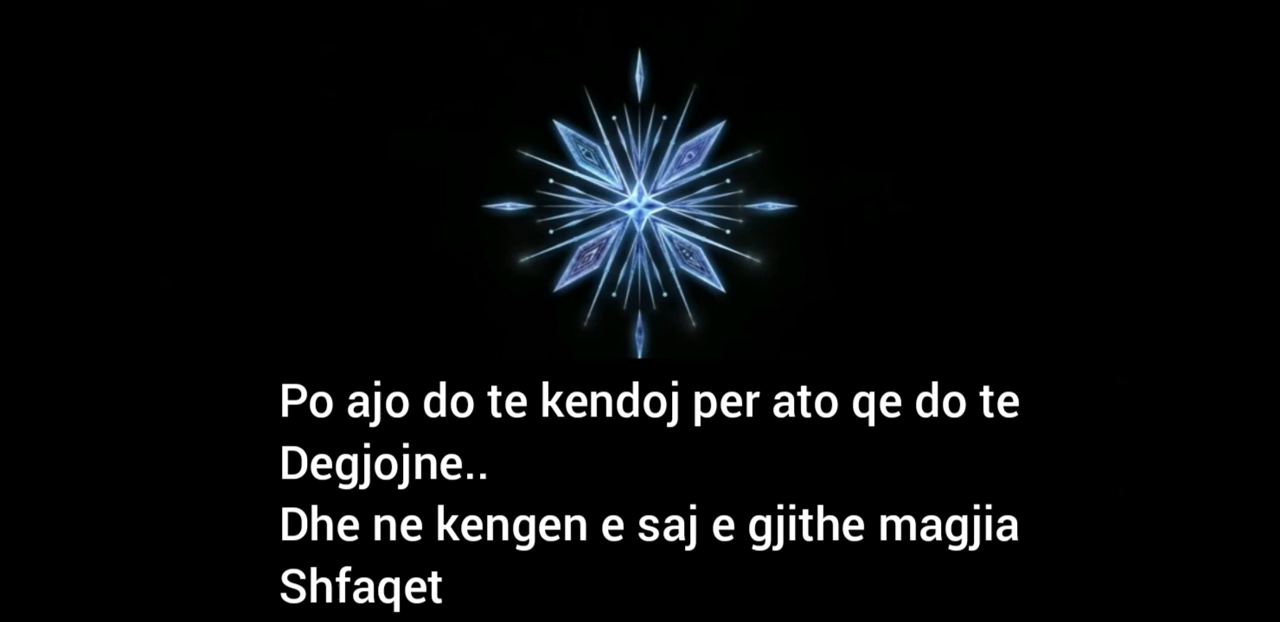 Po ajo do te kendoj per ato qe do te
Degjojne..
Dhe ne kengen e saj e gjithe magjia
Shfaqet